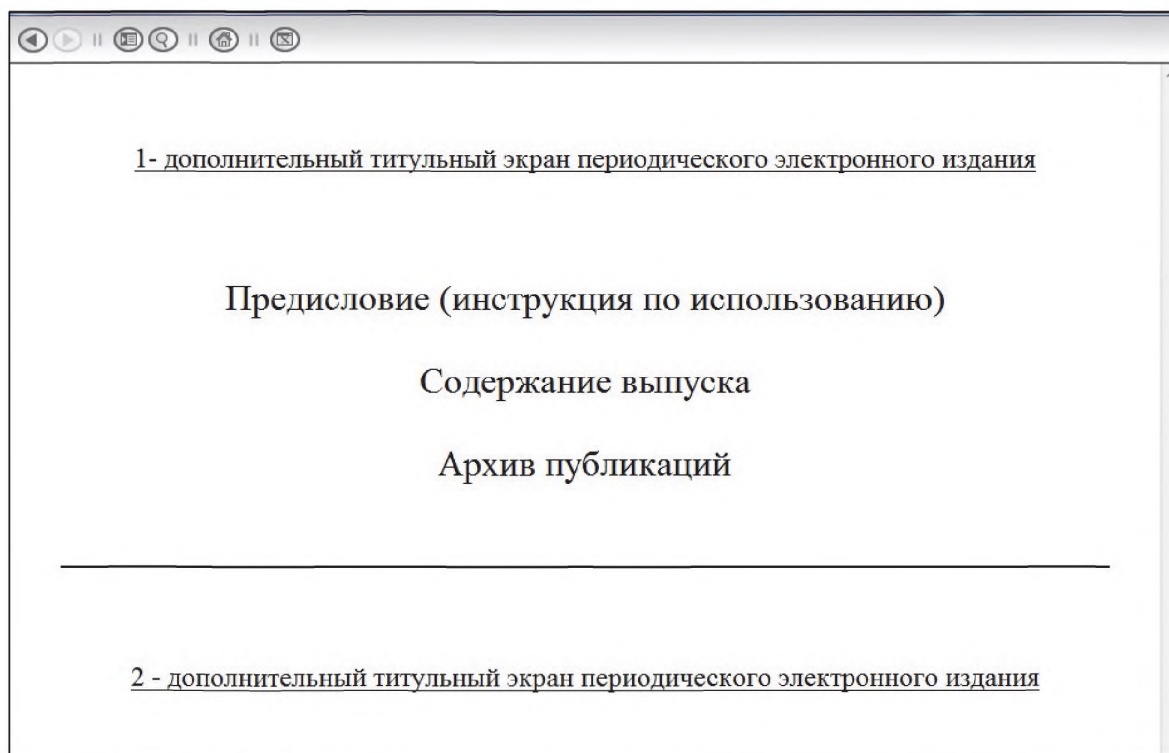 1- дополнительный титульный экран периодического электронного издания
Предисловие (инструкция по использованию)
Содержание выпуска
Архив публикаций
2 - дополнительный титульный экран периодического электронного издания